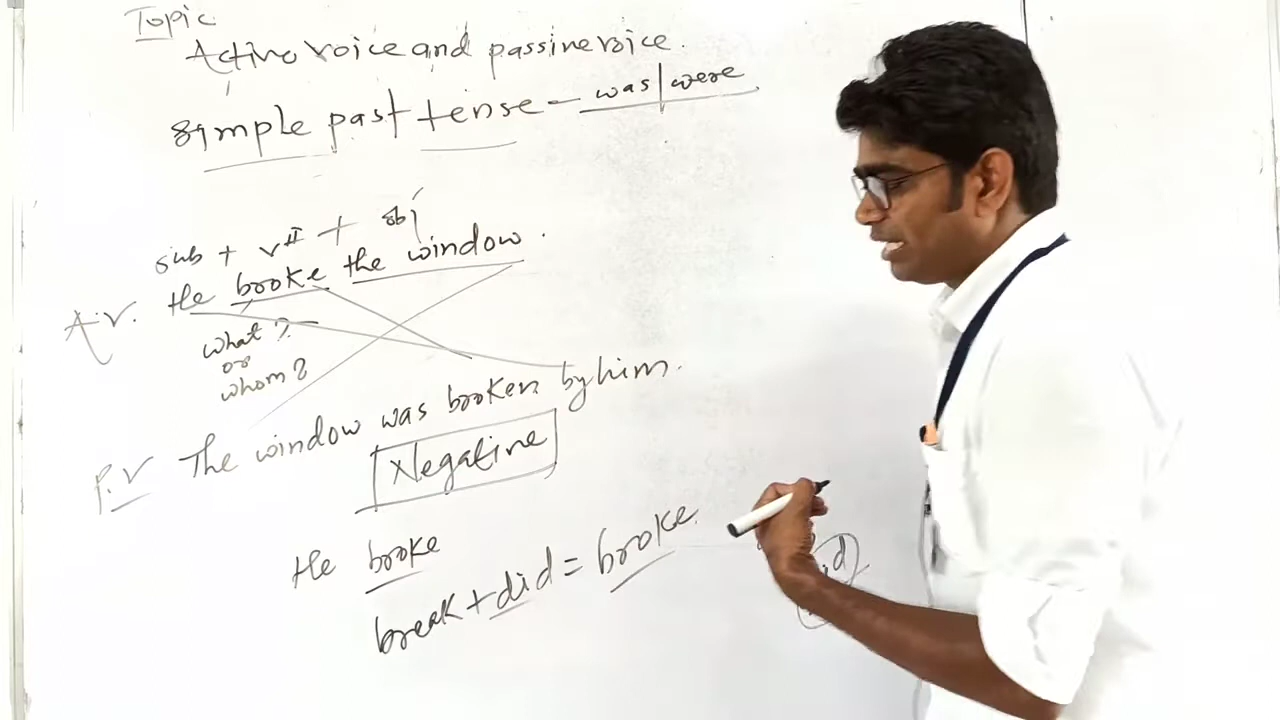 Topic
Active voice and passive voice.
simple past tense - was/were
sub + vII + obj
A.V. He broke the window.
what?
or
whom?
P.V The window was broken by him.
Negative
He broke
break + did = broke